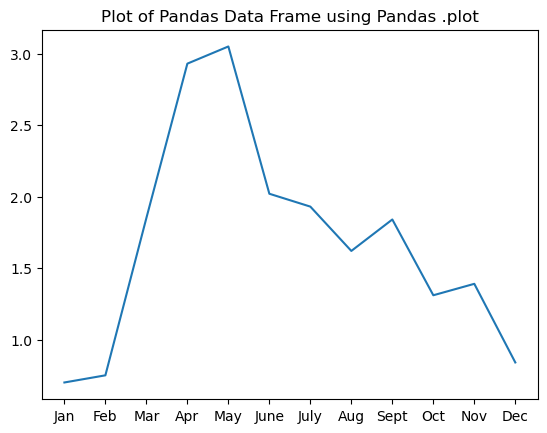 Plot of Pandas Data Frame using Pandas .plot
3.0
2.5
2.0
1.5
1.0
Jan Feb Mar Apr May June July Aug Sept Oct Nov Dec